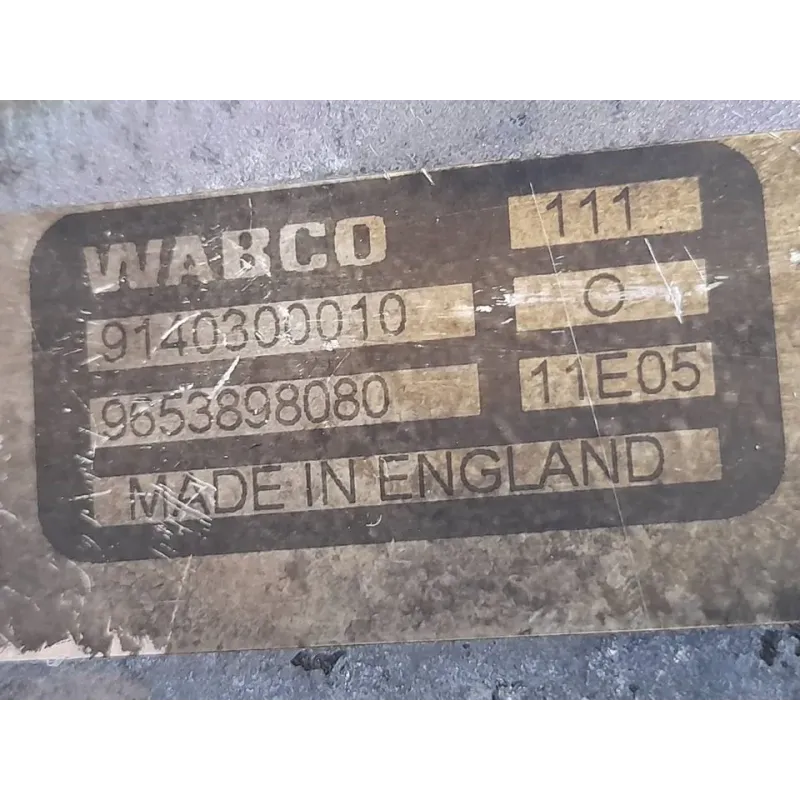 WABCO 111
9140300010 C
9653898080 11E05
MADE IN ENGLAND